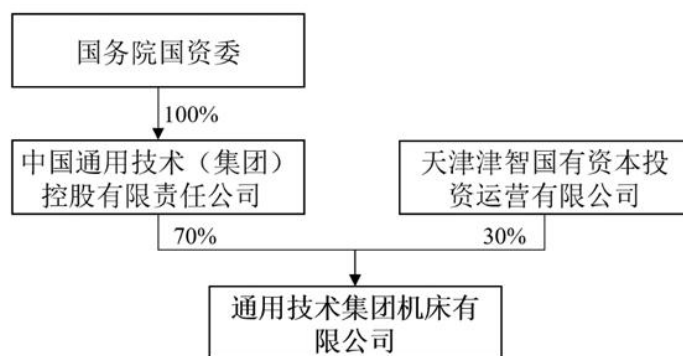 国务院国资委
100%
中国通用技术（集团）
控股有限责任公司
天津津智国有资本投
资运营有限公司
70%
30%
通用技术集团机床有
限公司